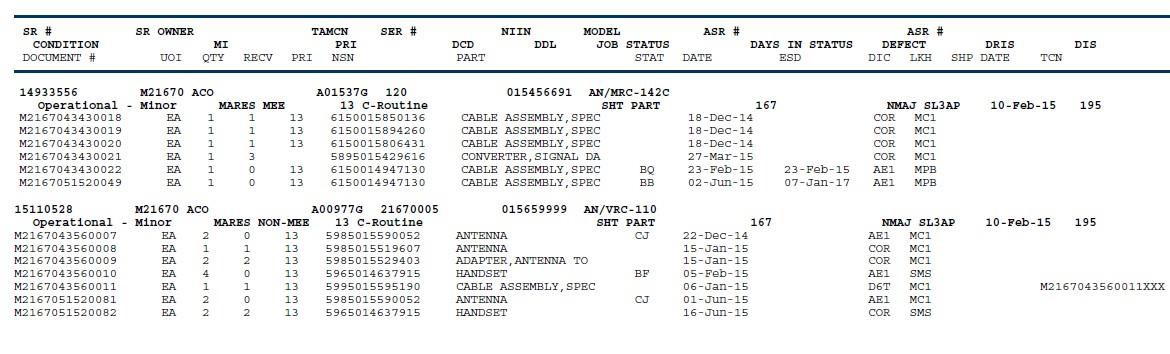 SR # SR OWNER TAMCN SER # NIIN MODEL ASR # ASR #
CONDITION MI PRI DCD DDL JOB STATUS DAYS IN STATUS DEFECT DRIS DIS
DOCUMENT # UOI QTY RECV PRI NSN PART STAT DATE ESD DIC LKH SHP DATE TCN
14933556 M21670 ACO A01537G 120 015456691 AN/MRC-142C
Operational - Minor MARES MEE 13 C-Routine SHT PART 167 NMAJ SL3AP 10-Feb-15 195
M2167043430018 EA 1 1 13 6150015850136 CABLE ASSEMBLY,SPEC 18-Dec-14 COR MC1
M2167043430019 EA 1 1 13 6150015894260 CABLE ASSEMBLY,SPEC 18-Dec-14 COR MC1
M2167043430020 EA 1 1 13 6150015806431 CABLE ASSEMBLY,SPEC 18-Dec-14 COR MC1
M2167043430021 EA 1 3 5895015429616 CONVERTER,SIGNAL DA 27-Mar-15 COR MC1
M2167043430022 EA 1 0 13 6150014947130 CABLE ASSEMBLY,SPEC BQ 23-Feb-15 23-Feb-15 AE1 MPB
M2167051520049 EA 1 0 13 6150014947130 CABLE ASSEMBLY,SPEC BB 02-Jun-15 07-Jan-17 AE1 MPB
15110528 M21670 ACO A00977G 21670005 015659999 AN/VRC-110
Operational - Minor MARES NON-MEE 13 C-Routine SHT PART 167 NMAJ SL3AP 10-Feb-15 195
M2167043560007 EA 2 0 13 5985015590052 ANTENNA CJ 22-Dec-14 AE1 MC1
M2167043560008 EA 1 1 13 5985015519607 ANTENNA 15-Jan-15 COR MC1
M2167043560009 EA 2 2 13 5985015529403 ADAPTER,ANTENNA TO 15-Jan-15 COR MC1
M2167043560010 EA 4 0 13 5965014637915 HANDSET BF 05-Feb-15 AE1 SMS
M2167043560011 EA 1 1 13 5995015595190 CABLE ASSEMBLY,SPEC 06-Jan-15 D6T MC1 M2167043560011XXX
M2167051520081 EA 2 0 13 5985015590052 ANTENNA CJ 01-Jun-15 AE1 MC1
M2167051520082 EA 2 2 13 5965014637915 HANDSET 16-Jun-15 COR SMS